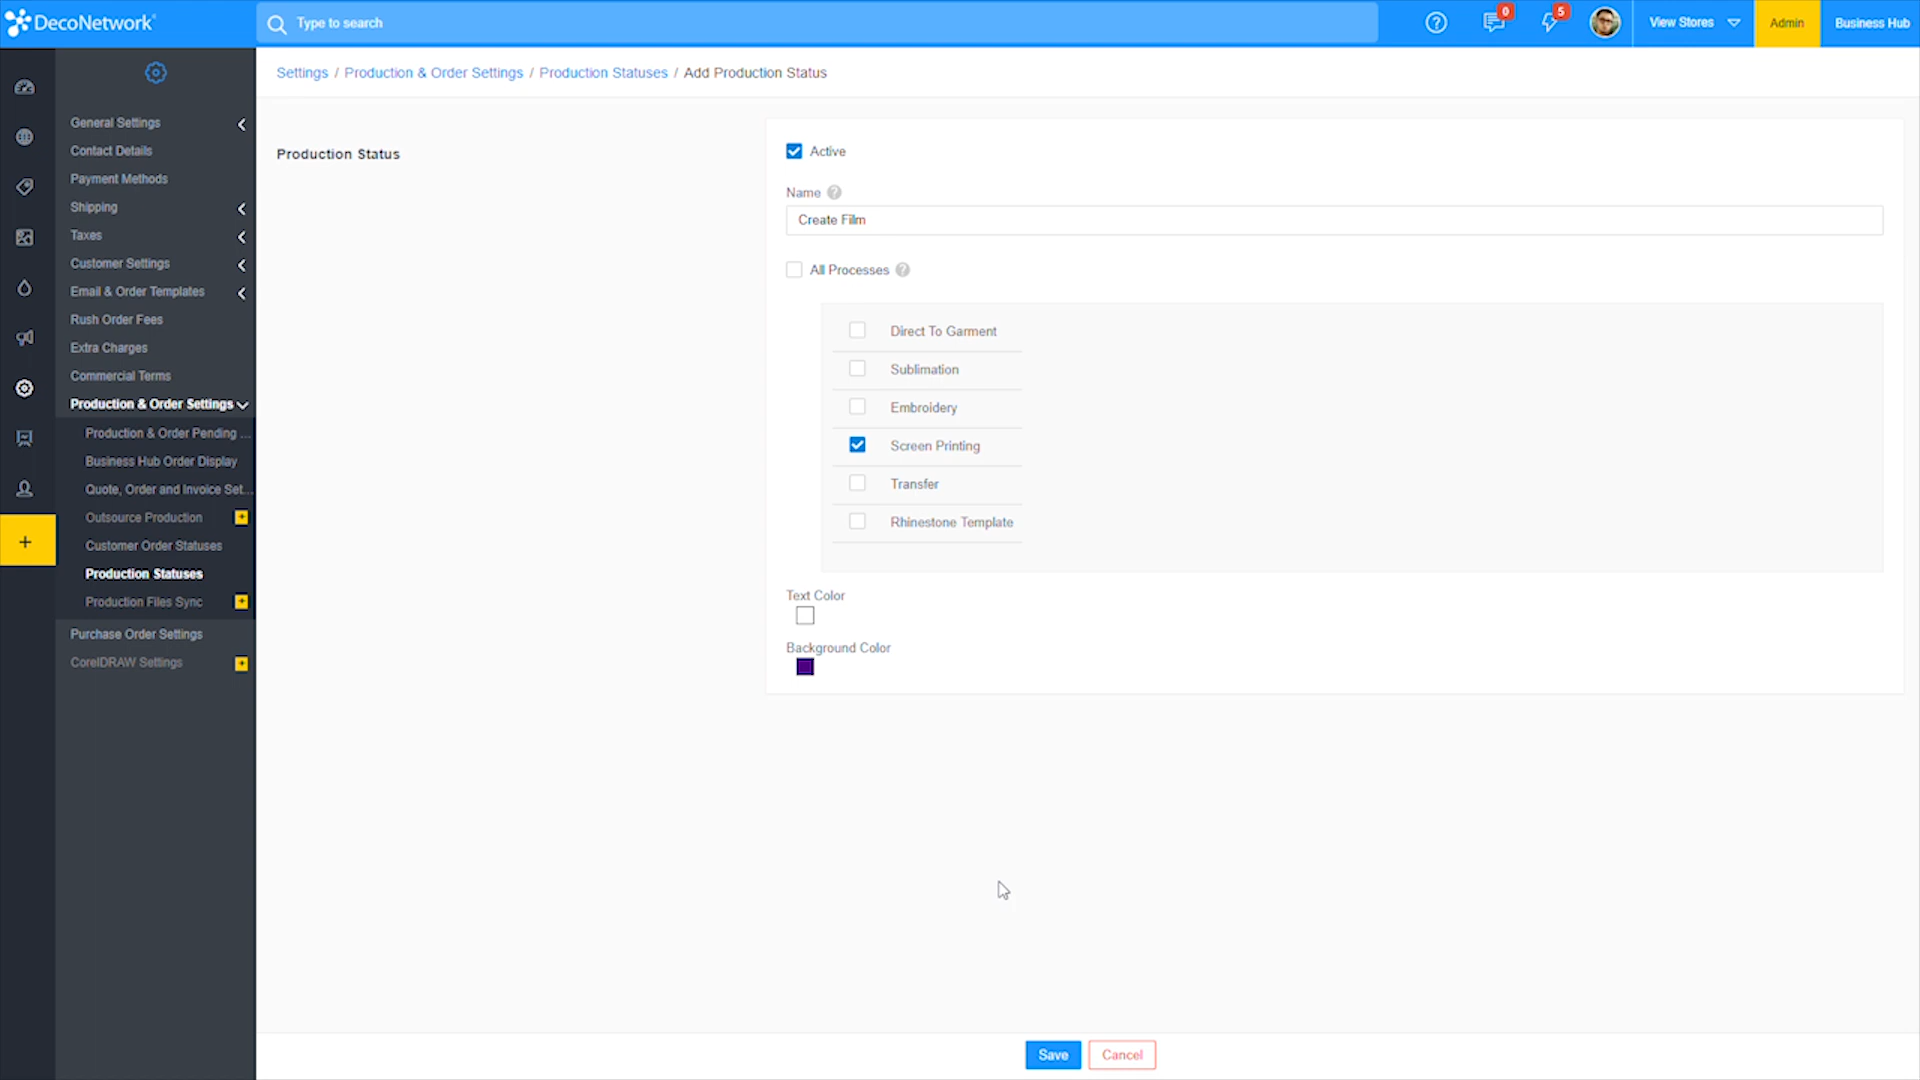 DecoNetwork
Type to search
0
5
View Stores
Admin
Business Hub
Settings / Production & Order Settings / Production Statuses / Add Production Status
General Settings
Contact Details
Payment Methods
Shipping
Taxes
Customer Settings
Email & Order Templates
Rush Order Fees
Extra Charges
Commercial Terms
Production & Order Settings
Production & Order Pending ...
Business Hub Order Display
Quote, Order and Invoice Set...
Outsource Production
Customer Order Statuses
Production Statuses
Production Files Sync
Purchase Order Settings
CorelDRAW Settings
Production Status
Active
Name
Create Film
All Processes
Direct To Garment
Sublimation
Embroidery
Screen Printing
Transfer
Rhinestone Template
Text Color
Background Color
Save
Cancel